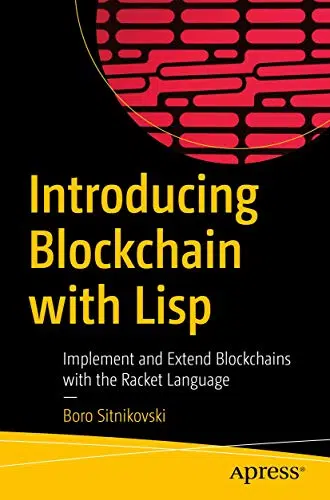 Introducing
Blockchain
with Lisp
Implement and Extend Blockchains
with the Racket Language
—
Boro Sitnikovski
Apress®